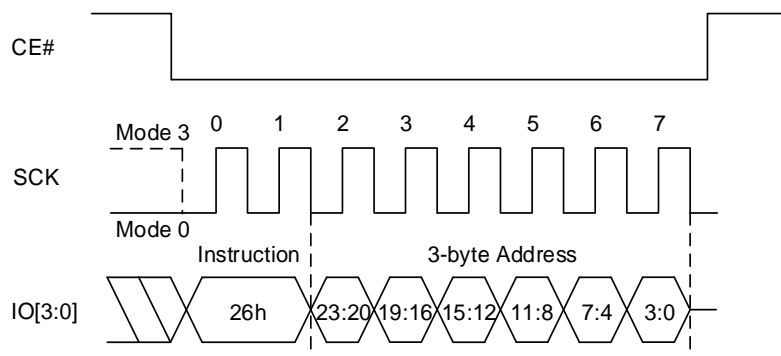 CE#
Mode 3
0 1 2 3 4 5 6 7
SCK
Mode 0
Instruction 3-byte Address
IO[3:0] 26h 23:20 19:16 15:12 11:8 7:4 3:0